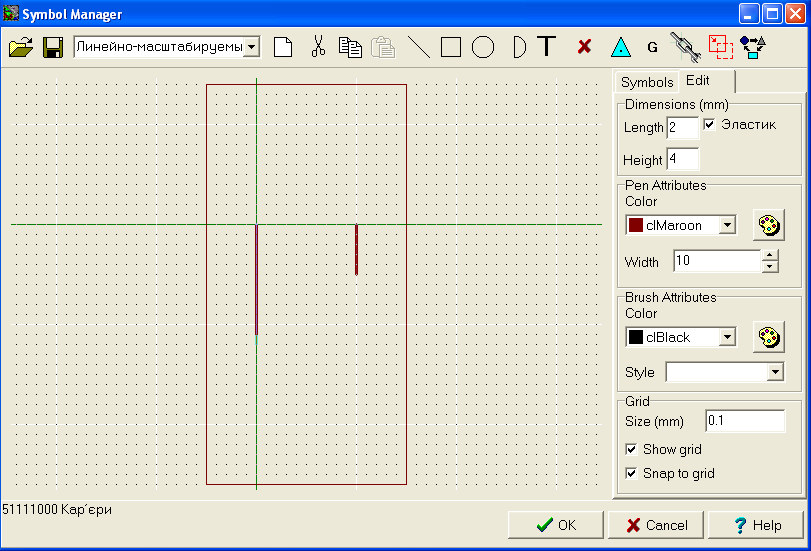 Symbol Manager
Линейно-масштабируемы
T
G
Symbols Edit
Dimensions (mm)
Length 2 Эластик
Height 4
Pen Attributes
Color
clMaroon
Width 10
Brush Attributes
Color
clBlack
Style
Grid
Size (mm) 0.1
Show grid
Snap to grid
51111000 Кар´єри
OK Cancel ? Help